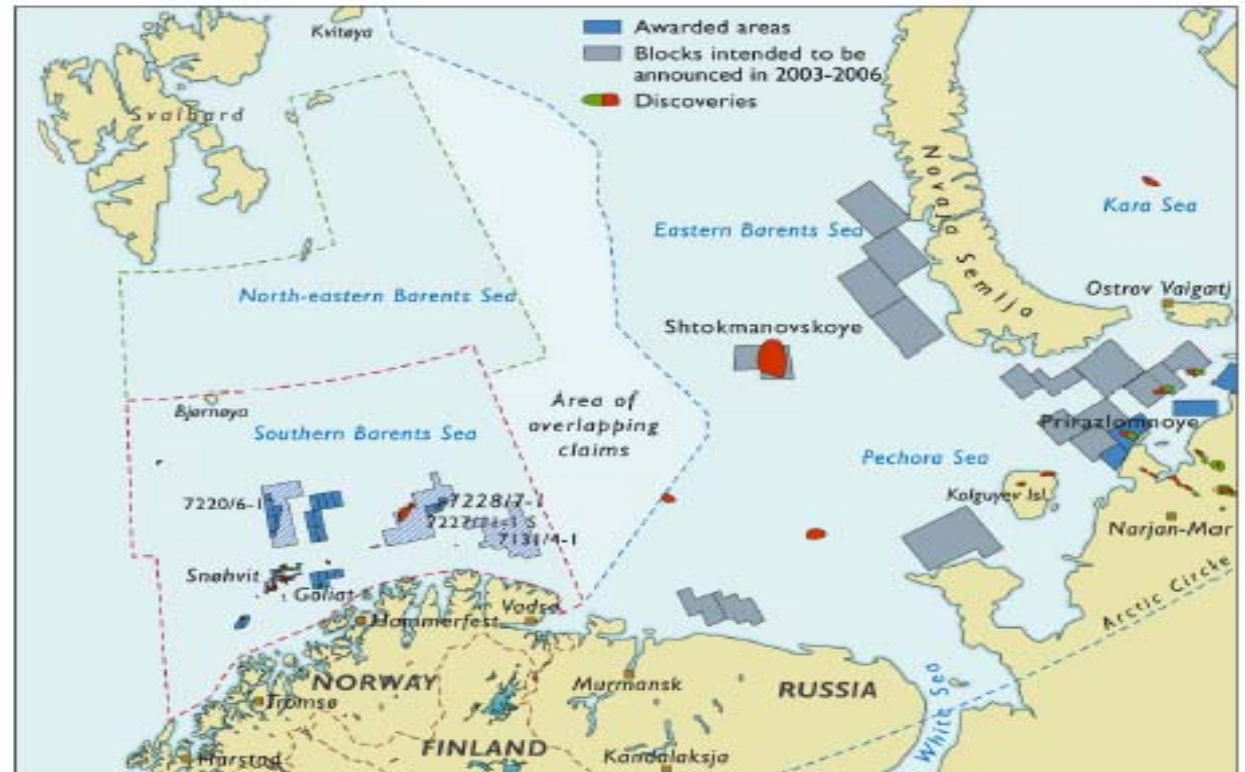 Kvitøya
Awarded areas
Blocks intended to be
announced in 2003-2006
Discoveries
Svalbard
Novaja Semlja
Kara Sea
Eastern Barents Sea
Ostrov Vaigatj
North-eastern Barents Sea
Shtokmanovskoye
Bjørnøya
Area of
overlapping
claims
Southern Barents Sea
Prirazlomnoye
Pechora Sea
7220/6-1
7228/7-1
Kolguyev Isl.
7131/4-1
Narjan-Mar
Snøhvit
Goliat
Vadsø
Hammerfest
Arctic Circke
NORWAY
Murmansk
RUSSIA
Tromsø
White Sea
FINLAND
Kandalaksja
Harstad